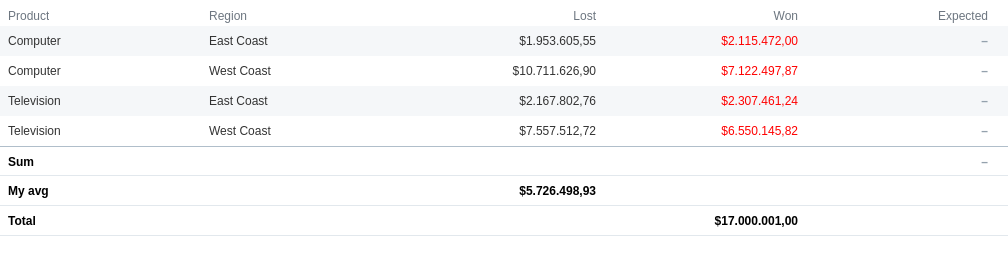 Product Region Lost Won Expected
Computer East Coast $1.953.605,55 $2.115.472,00 –
Computer West Coast $10.711.626,90 $7.122.497,87 –
Television East Coast $2.167.802,76 $2.307.461,24 –
Television West Coast $7.557.512,72 $6.550.145,82 –
Sum –
My avg $5.726.498,93
Total $17.000.001,00